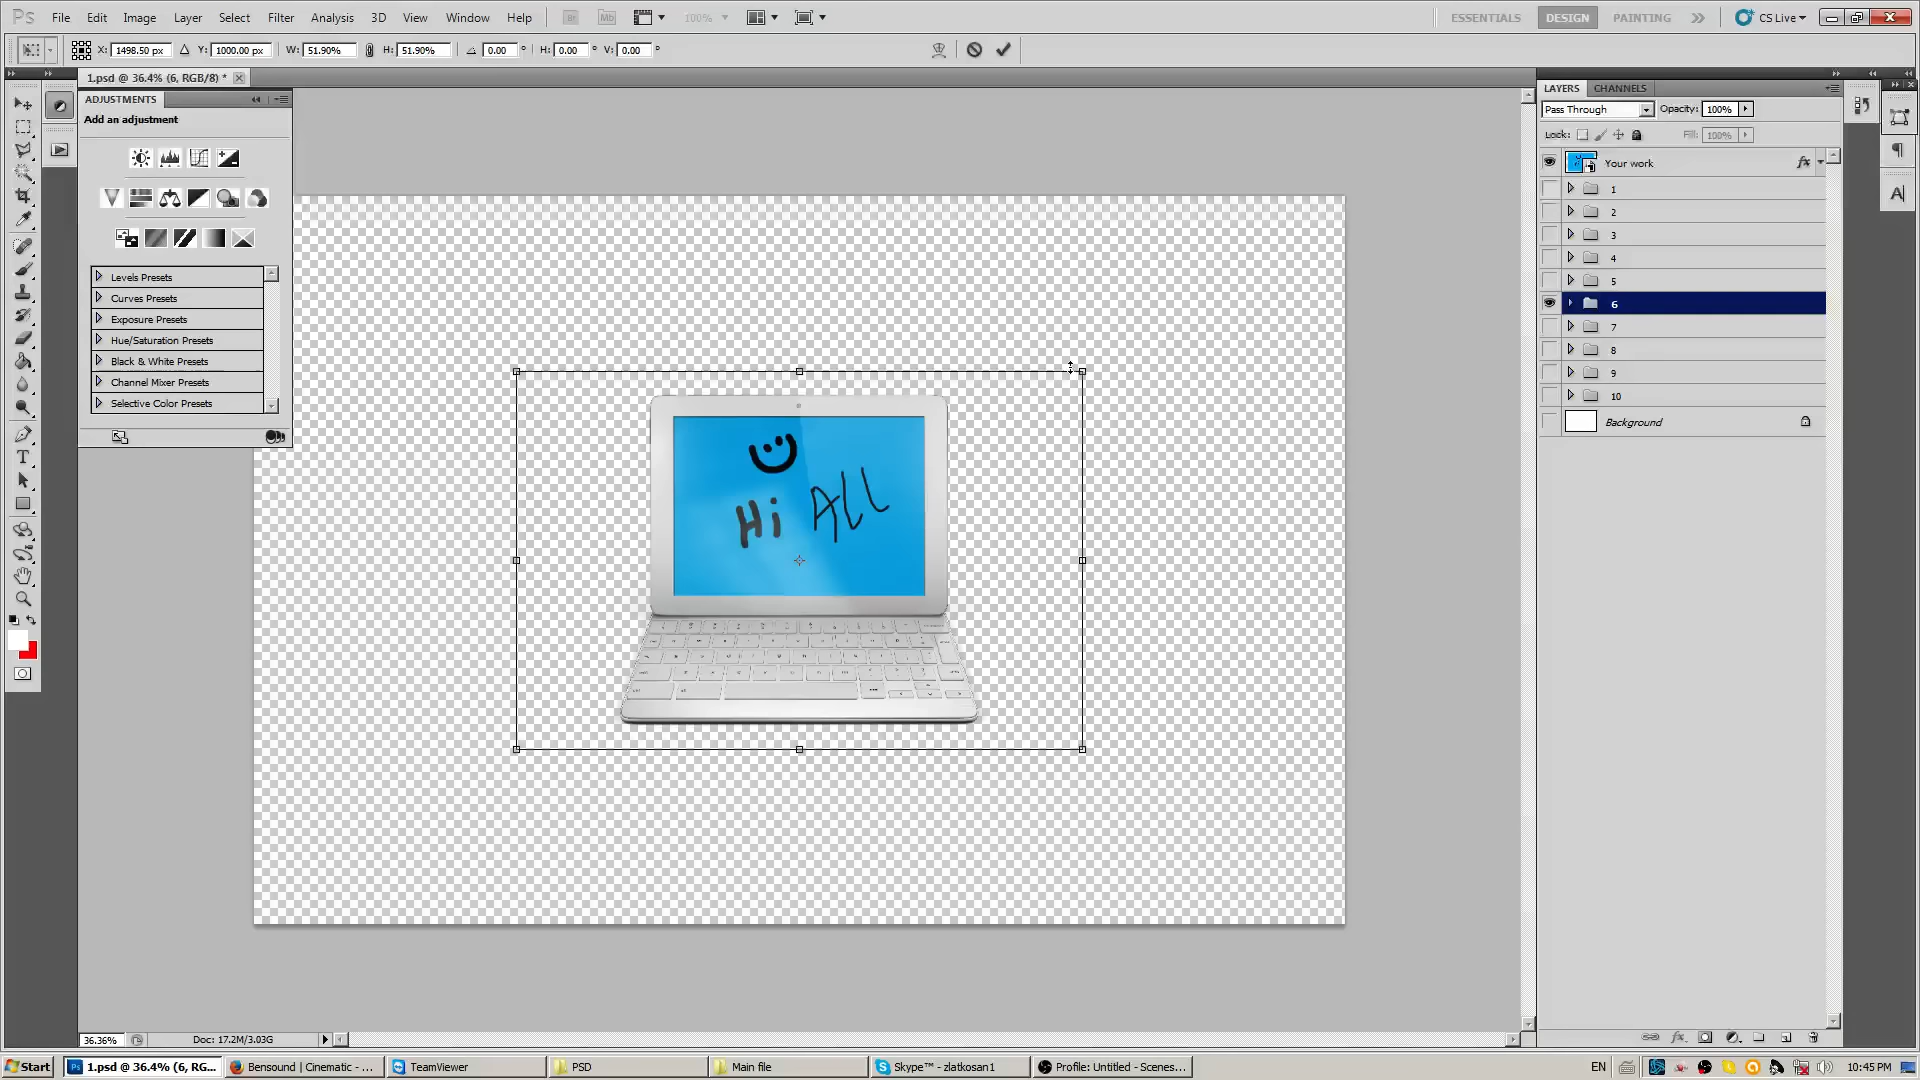 Ps File Edit Image Layer Select Filter Analysis 3D View Window Help Br Mb 100% ESSENTIALS DESIGN PAINTING CS Live
X: 1498.50 px Y: 1000.00 px W: 51.90% H: 51.90% 0.00 ° H: 0.00 ° V: 0.00 °
1.psd @ 36.4% (6, RGB/8) *
ADJUSTMENTS
Add an adjustment
Levels Presets
Curves Presets
Exposure Presets
Hue/Saturation Presets
Black & White Presets
Channel Mixer Presets
Selective Color Presets
Hi ALL
LAYERS CHANNELS
Pass Through Opacity: 100%
Lock: Fill: 100%
Your work fx
1
2
3
4
5
6
7
8
9
10
Background
36.36% Doc: 17.2M/3.03G
Start 1.psd @ 36.4% (6, RG... Bensound | Cinematic - ... TeamViewer PSD Main file Skype™ - zlatkosan1 Profile: Untitled - Scenes... EN 10:45 PM